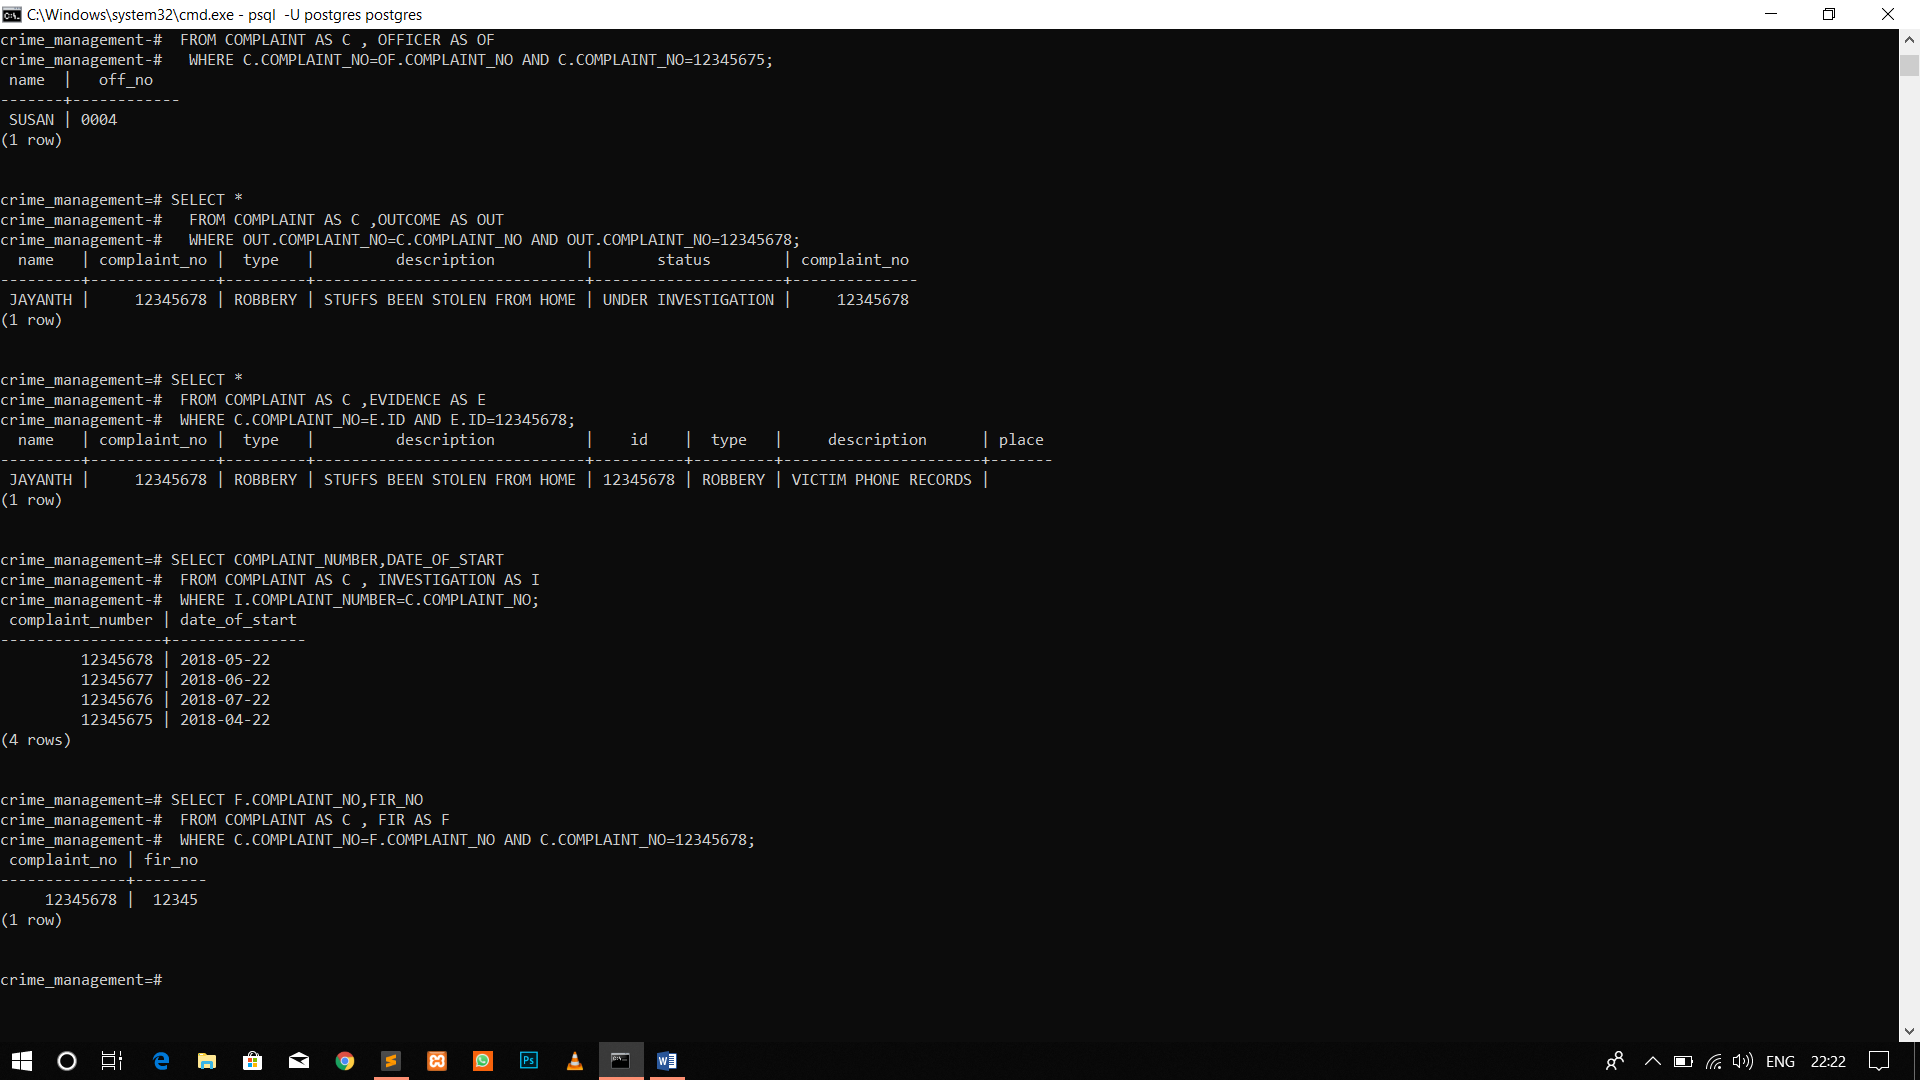 C:\Windows\system32\cmd.exe - psql  -U postgres postgres
crime_management-#  FROM COMPLAINT AS C , OFFICER AS OF
crime_management-#   WHERE C.COMPLAINT_NO=OF.COMPLAINT_NO AND C.COMPLAINT_NO=12345675;
 name  |   off_no
-------+------------
 SUSAN | 0004
(1 row)
crime_management=# SELECT *
crime_management-#   FROM COMPLAINT AS C ,OUTCOME AS OUT
crime_management-#   WHERE OUT.COMPLAINT_NO=C.COMPLAINT_NO AND OUT.COMPLAINT_NO=12345678;
  name   | complaint_no |  type   |         description          |       status        | complaint_no
---------+--------------+---------+------------------------------+---------------------+--------------
 JAYANTH |     12345678 | ROBBERY | STUFFS BEEN STOLEN FROM HOME | UNDER INVESTIGATION |     12345678
(1 row)
crime_management=# SELECT *
crime_management-#  FROM COMPLAINT AS C ,EVIDENCE AS E
crime_management-#  WHERE C.COMPLAINT_NO=E.ID AND E.ID=12345678;
  name   | complaint_no |  type   |         description          |    id    |  type   |     description      | place
---------+--------------+---------+------------------------------+----------+---------+----------------------+-------
 JAYANTH |     12345678 | ROBBERY | STUFFS BEEN STOLEN FROM HOME | 12345678 | ROBBERY | VICTIM PHONE RECORDS |
(1 row)
crime_management=# SELECT COMPLAINT_NUMBER,DATE_OF_START
crime_management-#  FROM COMPLAINT AS C , INVESTIGATION AS I
crime_management-#  WHERE I.COMPLAINT_NUMBER=C.COMPLAINT_NO;
 complaint_number | date_of_start
------------------+---------------
         12345678 | 2018-05-22
         12345677 | 2018-06-22
         12345676 | 2018-07-22
         12345675 | 2018-04-22
(4 rows)
crime_management=# SELECT F.COMPLAINT_NO,FIR_NO
crime_management-#  FROM COMPLAINT AS C , FIR AS F
crime_management-#  WHERE C.COMPLAINT_NO=F.COMPLAINT_NO AND C.COMPLAINT_NO=12345678;
 complaint_no | fir_no
--------------+--------
     12345678 |  12345
(1 row)
crime_management=#
Ps
ENG 22:22